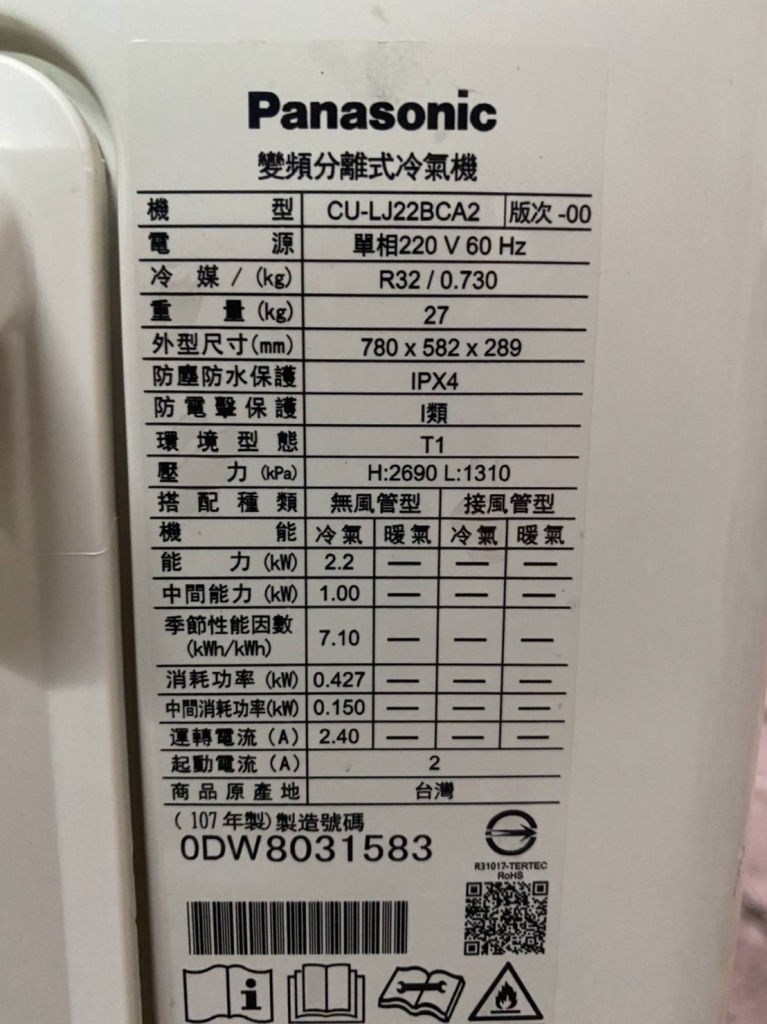 Panasonic
變頻分離式冷氣機
機型 CU-LJ22BCA2 版次 -00
電源 單相220 V 60 Hz
冷媒 / (kg) R32 / 0.730
重量 (kg) 27
外型尺寸(mm) 780 x 582 x 289
防塵防水保護 IPX4
防電擊保護 I類
環境型態 T1
壓力 (kPa) H:2690 L:1310
搭配種類 無風管型 接風管型
機能 冷氣 暖氣 冷氣 暖氣
能力 (kW) 2.2 — — —
中間能力 (kW) 1.00 — — —
季節性能因數
(kWh/kWh) 7.10 — — —
消耗功率 (kW) 0.427 — — —
中間消耗功率(kW) 0.150 — — —
運轉電流 (A) 2.40 — — —
起動電流 (A) 2
商品原產地 台灣
( 107 年製) 製造號碼
0DW8031583
R31017-TERTEC
RoHS